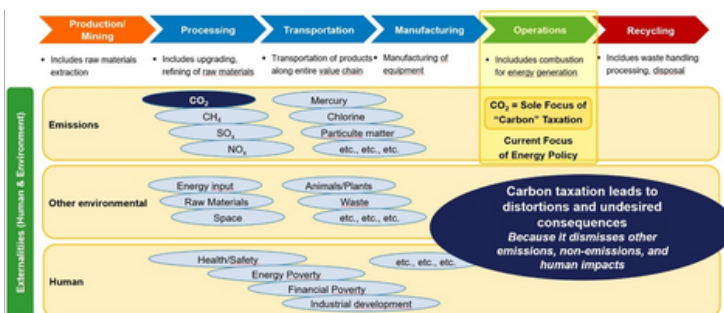 Production/
Mining
Processing
Transportation
Manufacturing
Operations
Recycling
• Includes raw materials
extraction
• Includes upgrading,
refining of raw materials
• Transportation of products
along entire value chain
• Manufacturing of
equipment
• Includudes combustion
for energy generation
• Incidues waste handling
processing, disposal
Externalitiies (Human & Environment)
Emissions
CO₂
CH₄
SOₓ
NOₓ
Mercury
Chlorine
Particulte matter
etc., etc., etc.
CO₂ = Sole Focus of
“Carbon” Taxation
Current Focus
of Energy Policy
Other environmental
Energy input
Raw Materials
Space
Animals/Plants
Waste
etc., etc., etc.
Carbon taxation leads to
distortions and undesired
consequences
Because it dismisses other
emissions, non-emissions, and
human impacts
Human
Health/Safety
Energy Poverty
Financial Poverty
Industrial development
etc., etc., etc.